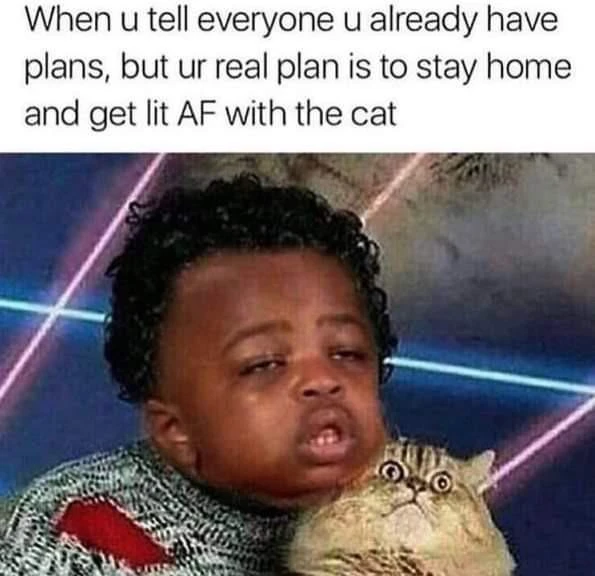 When u tell everyone u already have
plans, but ur real plan is to stay home
and get lit AF with the cat